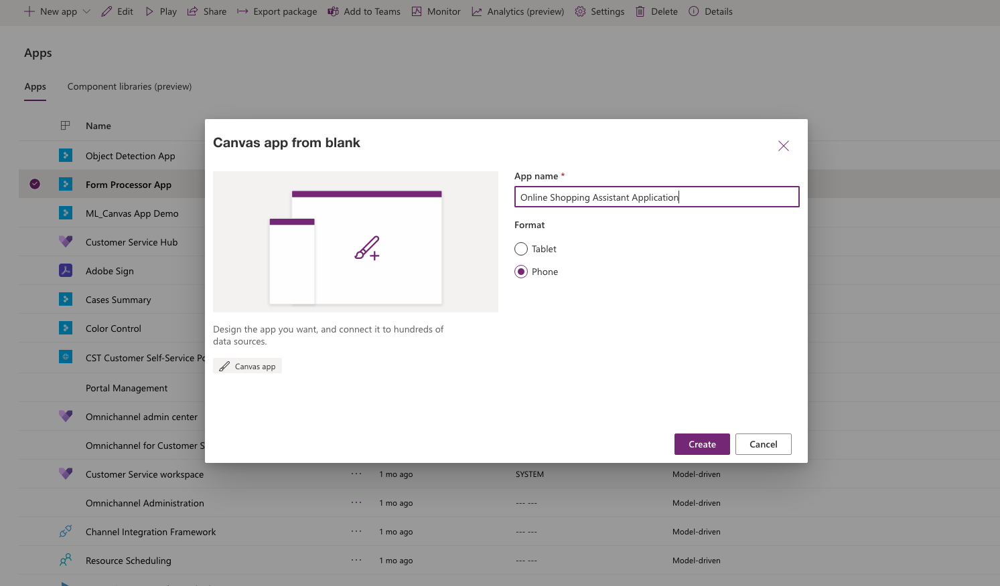 New app
Edit
Play
Share
Export package
Add to Teams
Monitor
Analytics (preview)
Settings
Delete
Details
Apps
Apps
Component libraries (preview)
Name
Object Detection App
Form Processor App
ML_Canvas App Demo
Customer Service Hub
Adobe Sign
Cases Summary
Color Control
CST Customer Self-Service
Portal Management
Omnichannel admin center
Omnichannel for Customer
Canvas app from blank
Design the app you want, and connect it to hundreds of
data sources.
Canvas app
App name *
Online Shopping Assistant Application
Format
Tablet
Phone
Create
Cancel
Customer Service workspace ... 1 mo ago SYSTEM Model-driven
Omnichannel Administration ... 1 mo ago --- --- Model-driven
Channel Integration Framework ... 1 mo ago --- --- Model-driven
Resource Scheduling ... 1 mo ago --- --- Model-driven